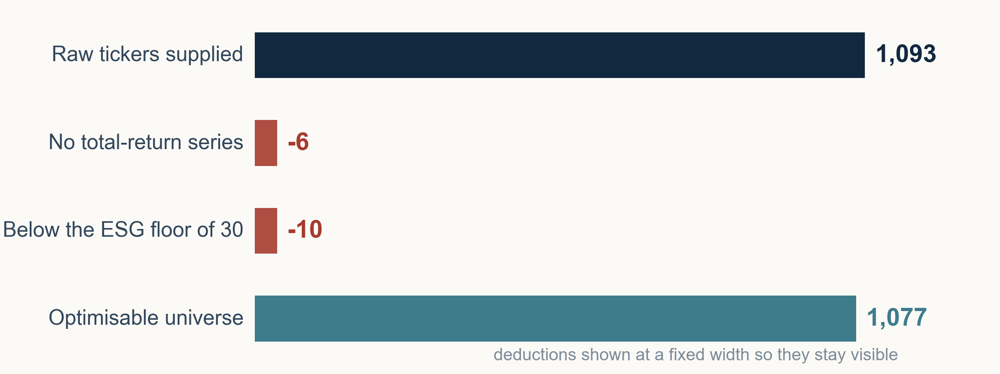 Raw tickers supplied 1,093
No total-return series -6
Below the ESG floor of 30 -10
Optimisable universe 1,077
deductions shown at a fixed width so they stay visible